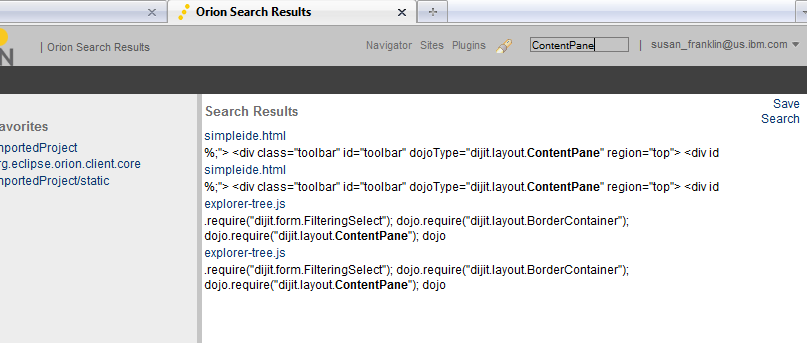 Orion Search Results
N | Orion Search Results
Navigator Sites Plugins ContentPane | susan_franklin@us.ibm.com
Save
Search
avorites
Search Results
mportedProject
rg.eclipse.orion.client.core
mportedProject/static
simpleide.html
%;"> <div class="toolbar" id="toolbar" dojoType="dijit.layout.ContentPane" region="top"> <div id
simpleide.html
%;"> <div class="toolbar" id="toolbar" dojoType="dijit.layout.ContentPane" region="top"> <div id
explorer-tree.js
.require("dijit.form.FilteringSelect"); dojo.require("dijit.layout.BorderContainer");
dojo.require("dijit.layout.ContentPane"); dojo
explorer-tree.js
.require("dijit.form.FilteringSelect"); dojo.require("dijit.layout.BorderContainer");
dojo.require("dijit.layout.ContentPane"); dojo